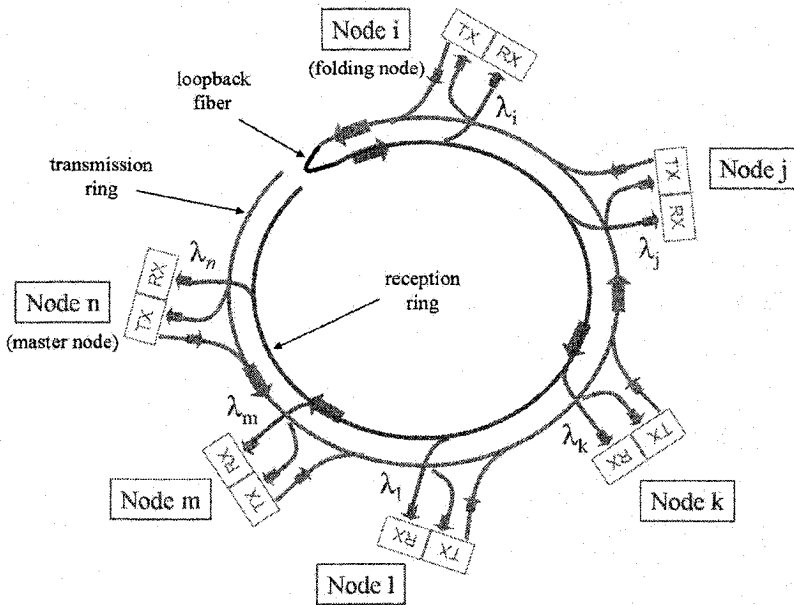 Node i
(folding node)
TX
RX
λi
loopback
fiber
transmission
ring
Node j
TX
RX
λj
λn
RX
TX
Node n
(master node)
reception
ring
λm
RX
TX
Node m
λl
RX
TX
Node l
λk
RX
TX
Node k